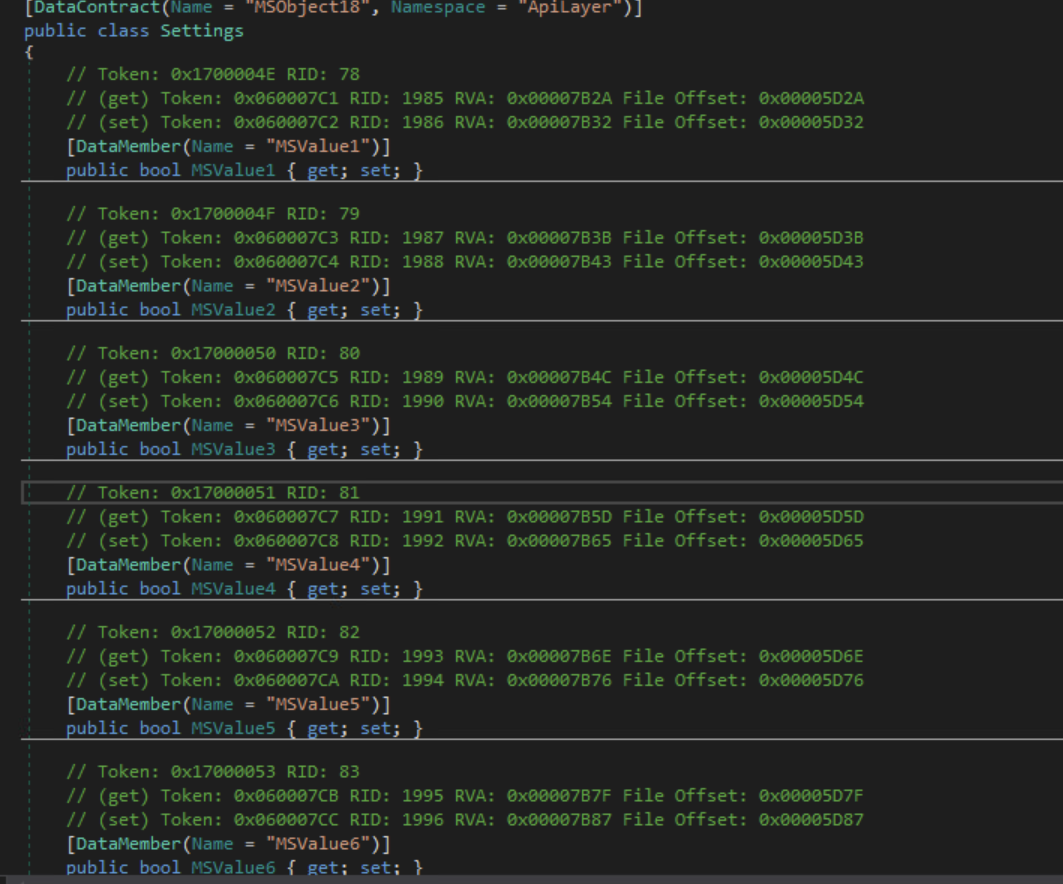 [DataContract(Name = "MSObject18", Namespace = "ApiLayer")]
public class Settings
{
// Token: 0x1700004E RID: 78
// (get) Token: 0x060007C1 RID: 1985 RVA: 0x00007B2A File Offset: 0x00005D2A
// (set) Token: 0x060007C2 RID: 1986 RVA: 0x00007B32 File Offset: 0x00005D32
[DataMember(Name = "MSValue1")]
public bool MSValue1 { get; set; }
// Token: 0x1700004F RID: 79
// (get) Token: 0x060007C3 RID: 1987 RVA: 0x00007B3B File Offset: 0x00005D3B
// (set) Token: 0x060007C4 RID: 1988 RVA: 0x00007B43 File Offset: 0x00005D43
[DataMember(Name = "MSValue2")]
public bool MSValue2 { get; set; }
// Token: 0x17000050 RID: 80
// (get) Token: 0x060007C5 RID: 1989 RVA: 0x00007B4C File Offset: 0x00005D4C
// (set) Token: 0x060007C6 RID: 1990 RVA: 0x00007B54 File Offset: 0x00005D54
[DataMember(Name = "MSValue3")]
public bool MSValue3 { get; set; }
// Token: 0x17000051 RID: 81
// (get) Token: 0x060007C7 RID: 1991 RVA: 0x00007B5D File Offset: 0x00005D5D
// (set) Token: 0x060007C8 RID: 1992 RVA: 0x00007B65 File Offset: 0x00005D65
[DataMember(Name = "MSValue4")]
public bool MSValue4 { get; set; }
// Token: 0x17000052 RID: 82
// (get) Token: 0x060007C9 RID: 1993 RVA: 0x00007B6E File Offset: 0x00005D6E
// (set) Token: 0x060007CA RID: 1994 RVA: 0x00007B76 File Offset: 0x00005D76
[DataMember(Name = "MSValue5")]
public bool MSValue5 { get; set; }
// Token: 0x17000053 RID: 83
// (get) Token: 0x060007CB RID: 1995 RVA: 0x00007B7F File Offset: 0x00005D7F
// (set) Token: 0x060007CC RID: 1996 RVA: 0x00007B87 File Offset: 0x00005D87
[DataMember(Name = "MSValue6")]
public bool MSValue6 { get; set; }